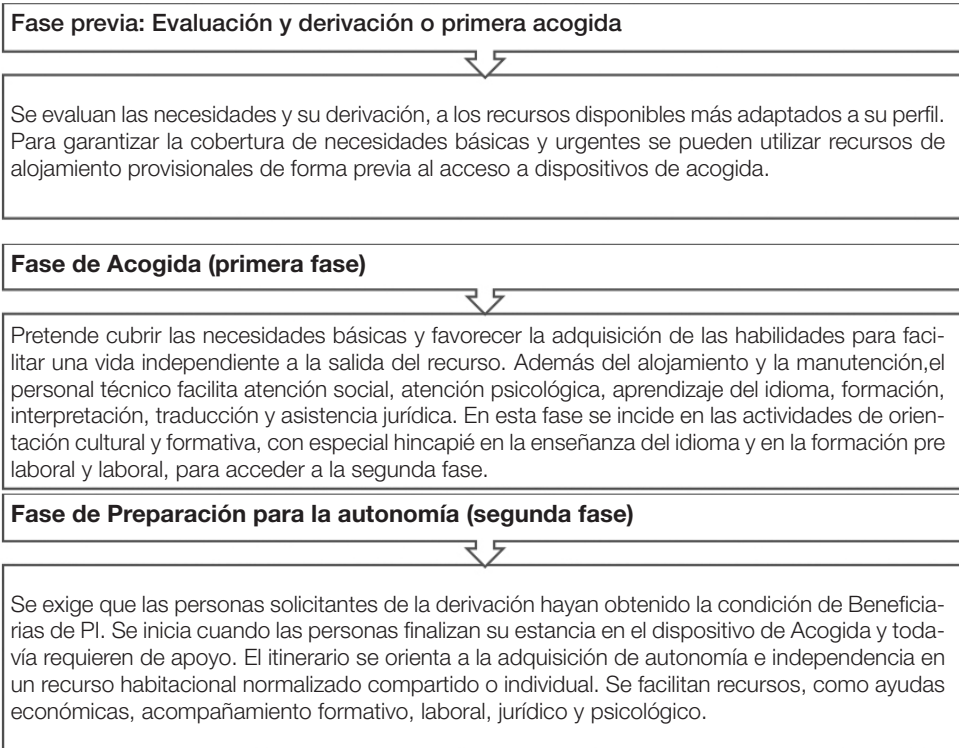 Fase previa: Evaluación y derivación o primera acogida
Se evaluan las necesidades y su derivación, a los recursos disponibles más adaptados a su perfil.
Para garantizar la cobertura de necesidades básicas y urgentes se pueden utilizar recursos de
alojamiento provisionales de forma previa al acceso a dispositivos de acogida.
Fase de Acogida (primera fase)
Pretende cubrir las necesidades básicas y favorecer la adquisición de las habilidades para faci-
litar una vida independiente a la salida del recurso. Además del alojamiento y la manutención,el
personal técnico facilita atención social, atención psicológica, aprendizaje del idioma, formación,
interpretación, traducción y asistencia jurídica. En esta fase se incide en las actividades de orien-
tación cultural y formativa, con especial hincapié en la enseñanza del idioma y en la formación pre
laboral y laboral, para acceder a la segunda fase.
Fase de Preparación para la autonomía (segunda fase)
Se exige que las personas solicitantes de la derivación hayan obtenido la condición de Beneficia-
rias de PI. Se inicia cuando las personas finalizan su estancia en el dispositivo de Acogida y toda-
vía requieren de apoyo. El itinerario se orienta a la adquisición de autonomía e independencia en
un recurso habitacional normalizado compartido o individual. Se facilitan recursos, como ayudas
económicas, acompañamiento formativo, laboral, jurídico y psicológico.